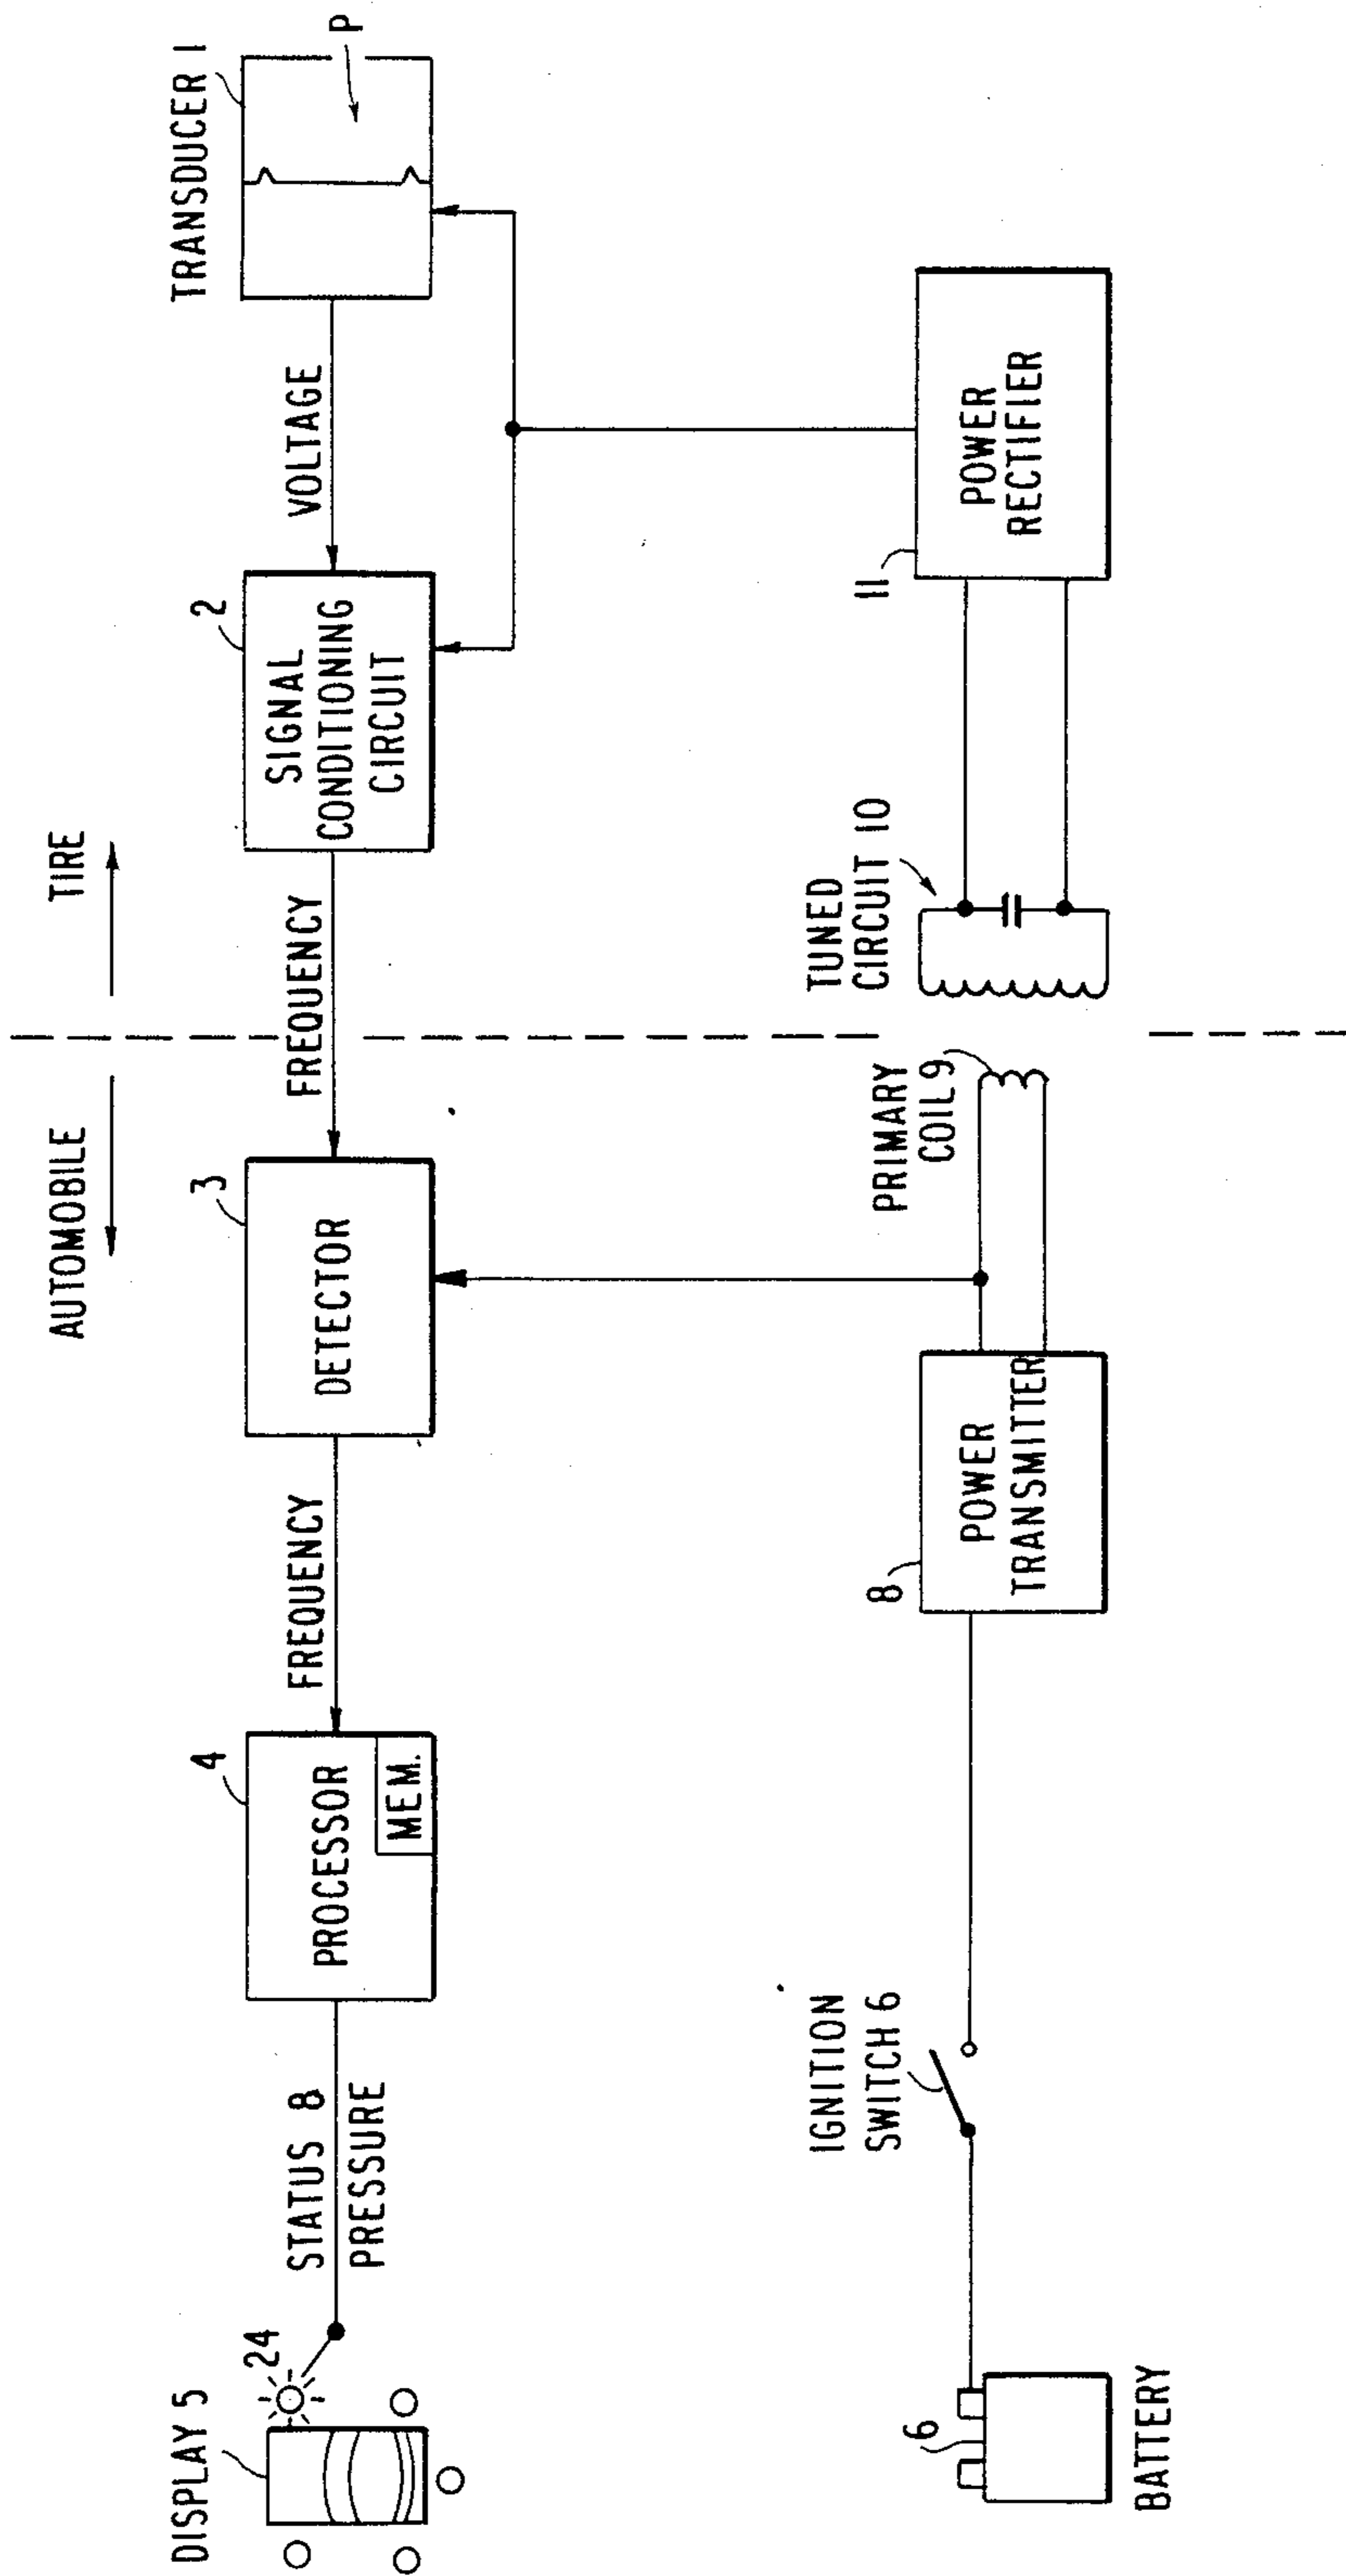 AUTOMOBILE
TIRE
DISPLAY 5
24
STATUS 8
PRESSURE
4
PROCESSOR
MEM.
FREQUENCY
3
DETECTOR
FREQUENCY
2
SIGNAL
CONDITIONING
CIRCUIT
VOLTAGE
TRANSDUCER 1
P
6
BATTERY
IGNITION
SWITCH 6
8
POWER
TRANSMITTER
PRIMARY
COIL 9
TUNED
CIRCUIT 10
11
POWER
RECTIFIER